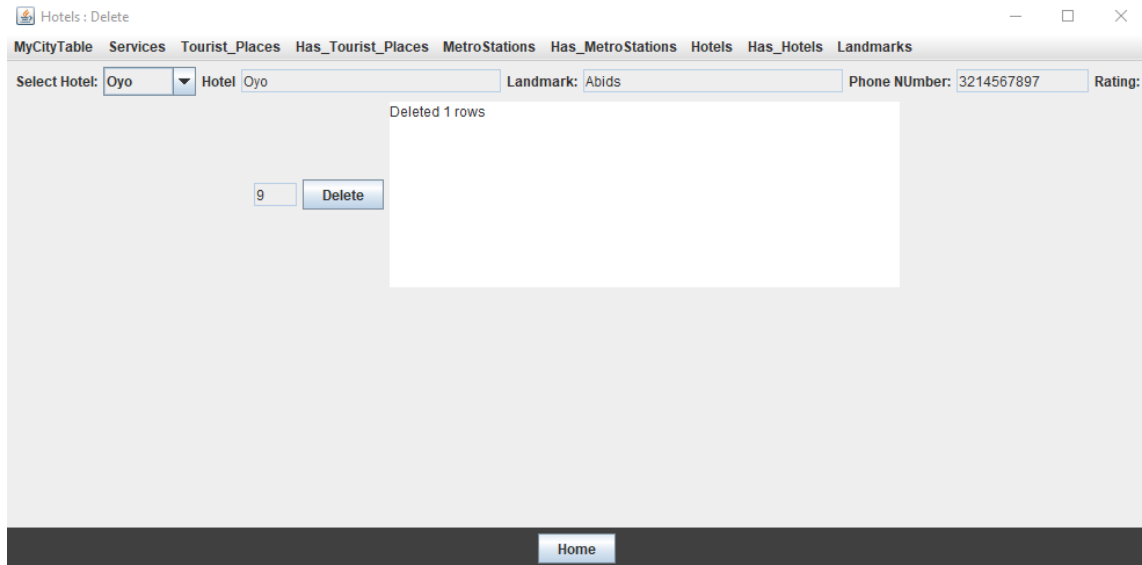 Hotels : Delete
MyCityTable Services Tourist_Places Has_Tourist_Places MetroStations Has_MetroStations Hotels Has_Hotels Landmarks
Select Hotel: Oyo Hotel Oyo Landmark: Abids Phone NUmber: 3214567897 Rating:
Deleted 1 rows
9 Delete
Home